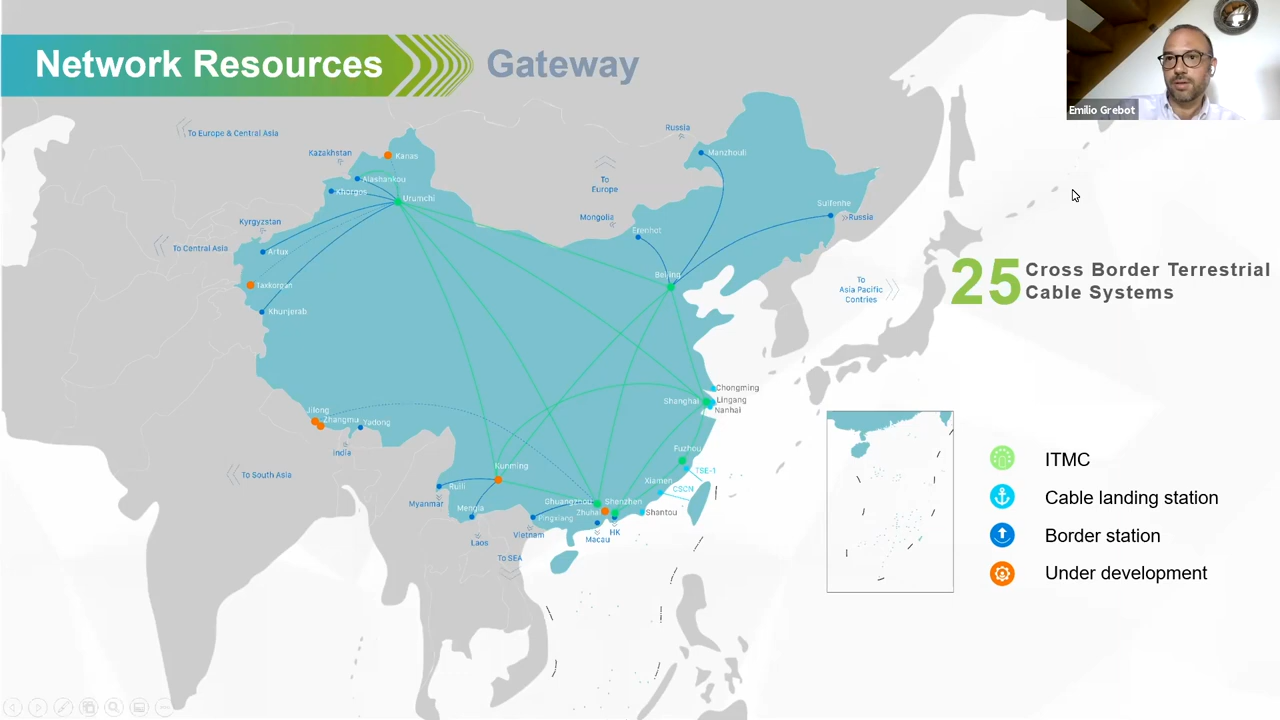 Network Resources
Gateway
Emilio Grebot
To Europe & Central Asia
Kazakhstan
Kanas
Alashankou
Khorgos
Urumchi
Kyrgyzstan
To Central Asia
Artux
Taxkorgan
Khunjerab
Russia
Manzhouli
To
Europe
Mongolia
Erenhot
Suifenhe
Russia
Beijing
To
Asia Pacific
Contries
25
Cross Border Terrestrial
Cable Systems
Chongming
Shanghai
Lingang
Nanhai
Jilong
Zhangmu
Yadong
India
To South Asia
Kunming
Ruili
Myanmar
Mengla
Laos
To SEA
Fuzhou
TSE-1
Xiamen
CSCN
Ghuangzhou
Shenzhen
Zhuhai
Shantou
Pingxiang
Vietnam
HK
Macau
ITMC
Cable landing station
Border station
Under development